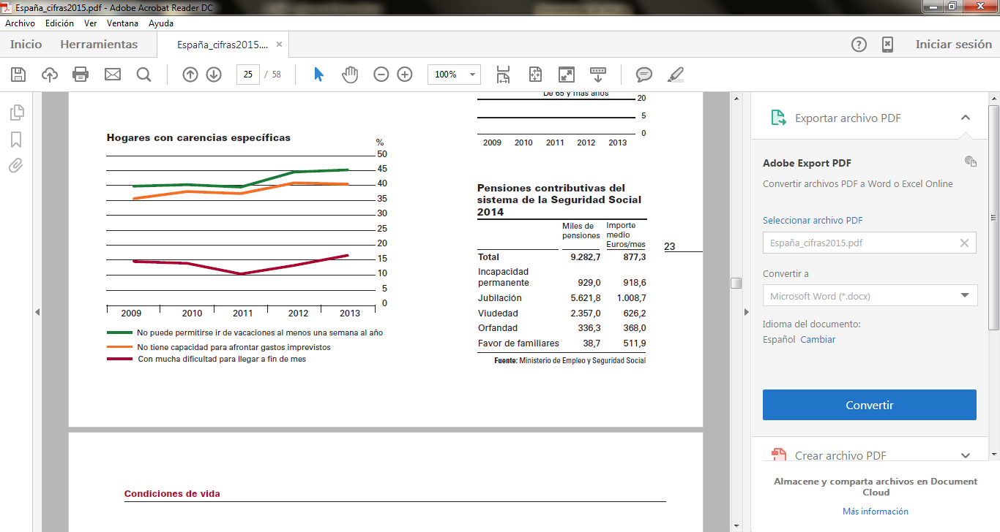 España_cifras2015.pdf - Adobe Acrobat Reader DC
Archivo Edición Ver Ventana Ayuda
Inicio Herramientas España_cifras2015.... × Iniciar sesión
25 / 58 100%
Hogares con carencias específicas
%
50
45
40
35
30
25
20
15
10
5
0
2009 2010 2011 2012 2013
No puede permitirse ir de vacaciones al menos una semana al año
No tiene capacidad para afrontar gastos imprevistos
Con mucha dificultad para llegar a fin de mes
De 65 y más años
20
5
0
2009 2010 2011 2012 2013
Pensiones contributivas del
sistema de la Seguridad Social
2014
Miles de pensiones Importe medio Euros/mes
Total 9.282,7 877,3
Incapacidad
permanente 929,0 918,6
Jubilación 5.621,8 1.008,7
Viudedad 2.357,0 626,2
Orfandad 336,3 368,0
Favor de familiares 38,7 511,9
Fuente: Ministerio de Empleo y Seguridad Social
23
Condiciones de vida
Exportar archivo PDF
Adobe Export PDF
Convertir archivos PDF a Word o Excel Online
Seleccionar archivo PDF
España_cifras2015.pdf
Convertir a
Microsoft Word (*.docx)
Idioma del documento:
Español Cambiar
Convertir
Crear archivo PDF
Almacene y comparta archivos en Document
Cloud
Más información